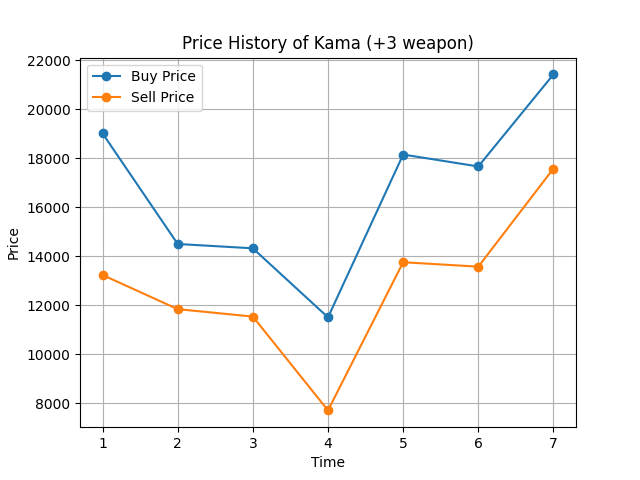 Price History of Kama (+3 weapon)
Buy Price
Sell Price
22000
20000
18000
16000
14000
12000
10000
8000
Price
1 2 3 4 5 6 7
Time